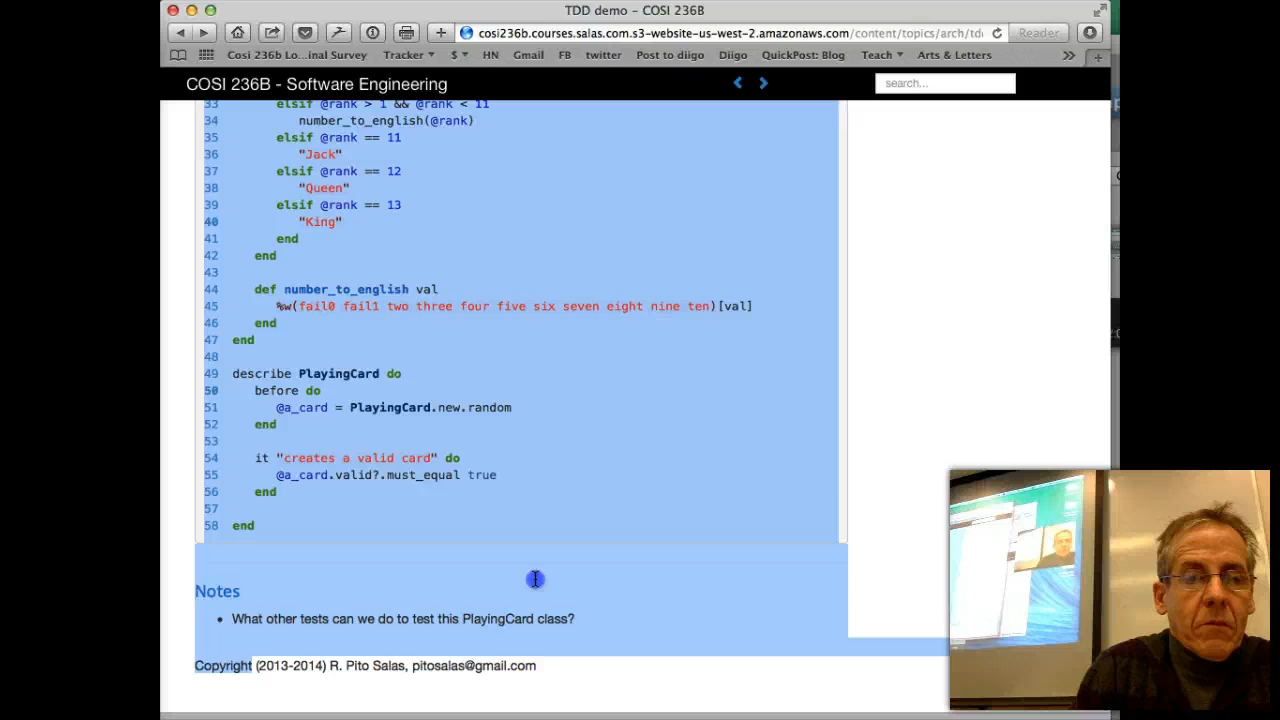 TDD demo - COSI 236B
cosi236b.courses.salas.com.s3-website-us-west-2.amazonaws.com/content/topics/arch/tdd
Reader
Cosi 236b Lo...inal Survey Tracker $ HN Gmail FB twitter Post to diigo Diigo QuickPost: Blog Teach Arts & Letters
COSI 236B - Software Engineering
search...
33 elsif @rank > 1 && @rank < 11
34 number_to_english(@rank)
35 elsif @rank == 11
36 "Jack"
37 elsif @rank == 12
38 "Queen"
39 elsif @rank == 13
40 "King"
41 end
42 end
43
44 def number_to_english val
45 %w(fail0 fail1 two three four five six seven eight nine ten)[val]
46 end
47 end
48
49 describe PlayingCard do
50 before do
51 @a_card = PlayingCard.new.random
52 end
53
54 it "creates a valid card" do
55 @a_card.valid?.must_equal true
56 end
57
58 end
Notes
• What other tests can we do to test this PlayingCard class?
Copyright (2013-2014) R. Pito Salas, pitosalas@gmail.com